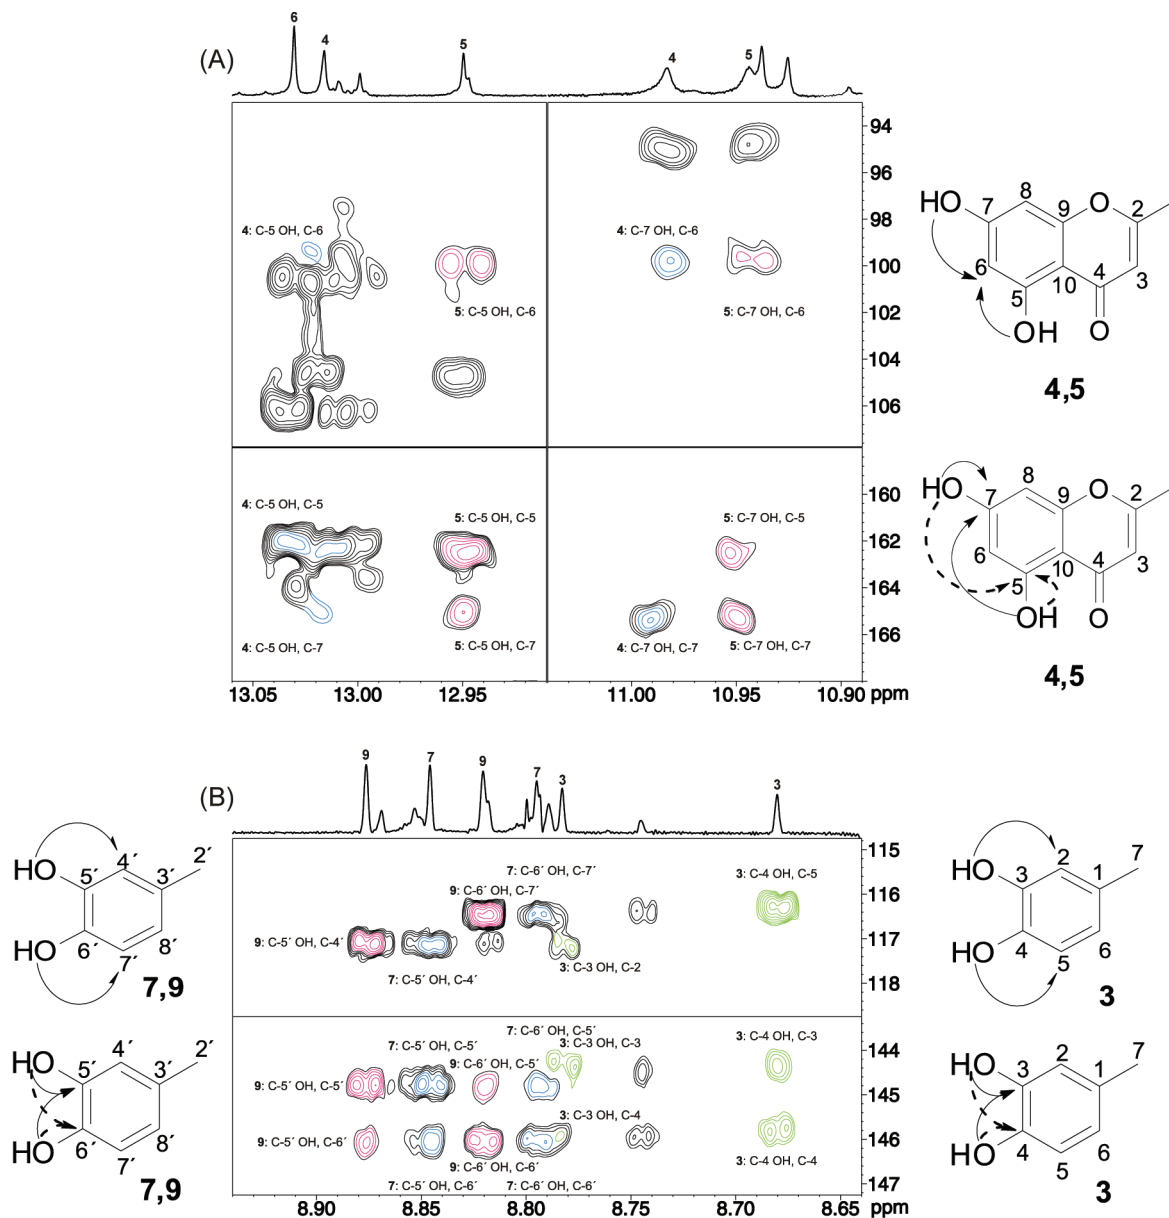 (A)
6
4
5
4
5
94
96
98
100
102
104
106
160
162
164
166
4: C-5 OH, C-6
5: C-5 OH, C-6
4: C-7 OH, C-6
5: C-7 OH, C-6
4: C-5 OH, C-5
5: C-5 OH, C-5
5: C-7 OH, C-5
4: C-5 OH, C-7
5: C-5 OH, C-7
4: C-7 OH, C-7
5: C-7 OH, C-7
13.05 13.00 12.95 11.00 10.95 10.90 ppm
HO
8
7
9
O
2
6
10
4
3
5
OH
O
4,5
HO
8
7
9
O
2
6
10
4
3
5
OH
O
4,5
(B)
9
7
9
7
3
3
115
116
117
118
144
145
146
147
7: C-6´ OH, C-7´
9: C-6´ OH, C-7´
3: C-4 OH, C-5
9: C-5´ OH, C-4´
7: C-5´ OH, C-4´
3: C-3 OH, C-2
7: C-6´ OH, C-5´
7: C-5´ OH, C-5´
3: C-3 OH, C-3
9: C-6´ OH, C-5´
3: C-4 OH, C-3
9: C-5´ OH, C-5´
3: C-3 OH, C-4
9: C-5´ OH, C-6´
3: C-4 OH, C-4
9: C-6´ OH, C-6´
7: C-5´ OH, C-6´
7: C-6´ OH, C-6´
8.90 8.85 8.80 8.75 8.70 8.65 ppm
HO
4´
2´
5´
3´
HO
6´
8´
7´
7,9
HO
4´
2´
5´
3´
HO
6´
8´
7´
7,9
HO
2
7
3
1
HO
4
6
5
3
HO
2
7
3
1
HO
4
6
5
3